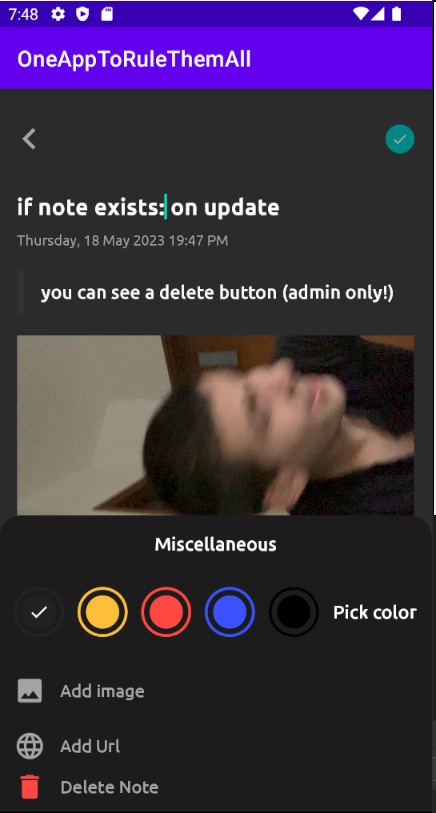 7:48
OneAppToRuleThemAll
if note exists: on update
Thursday, 18 May 2023 19:47 PM
you can see a delete button (admin only!)
Miscellaneous
Pick color
Add image
Add Url
Delete Note